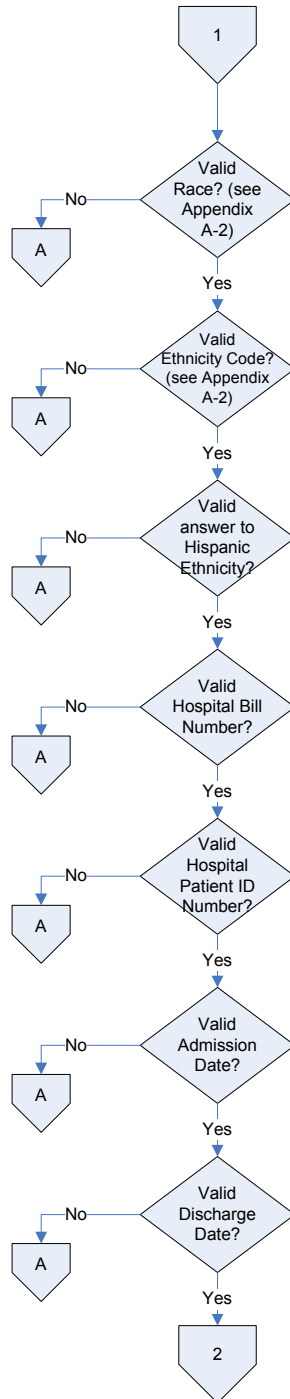 1
Valid
Race? (see
Appendix
A-2)
No
A
Yes
Valid
Ethnicity Code?
(see Appendix
A-2)
No
A
Yes
Valid
answer to
Hispanic
Ethnicity?
No
A
Yes
Valid
Hospital Bill
Number?
No
A
Yes
Valid
Hospital
Patient ID
Number?
No
A
Yes
Valid
Admission
Date?
No
A
Yes
Valid
Discharge
Date?
No
A
Yes
2